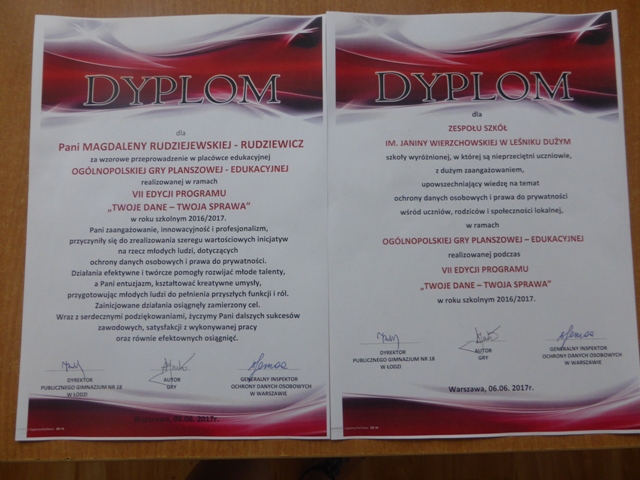 DYPLOM
dla
Pani MAGDALENY RUDZIEJEWSKIEJ - RUDZIEWICZ
za wzorowe przeprowadzenie w placówce edukacyjnej
OGÓLNOPOLSKIEJ GRY PLANSZOWEJ - EDUKACYJNEJ
realizowanej w ramach
VII EDYCJI PROGRAMU
„TWOJE DANE – TWOJA SPRAWA”
w roku szkolnym 2016/2017.
Pani zaangażowanie, innowacyjność i profesjonalizm,
przyczyniły się do zrealizowania szeregu wartościowych inicjatyw
na rzecz młodych ludzi, dotyczących
ochrony danych osobowych i prawa do prywatności.
Działania efektywne i twórcze pomogły rozwijać młode talenty,
a Pani entuzjazm, kształtować kreatywne umysły,
przygotowując młodych ludzi do pełnienia przyszłych funkcji i ról.
Zainicjowane działania osiągnęły zamierzony cel.
Wraz z serdecznymi podziękowaniami, życzymy Pani dalszych sukcesów
zawodowych, satysfakcji z wykonywanej pracy
oraz równie efektownych osiągnięć.
DYREKTOR
PUBLICZNEGO GIMNAZJUM NR 18
W ŁODZI
AUTOR
GRY
GENERALNY INSPEKTOR
OCHRONY DANYCH OSOBOWYCH
W WARSZAWIE
Warszawa, 06.06. 2017r.
DYPLOM
dla
ZESPOŁU SZKÓŁ
IM. JANINY WIERZCHOWSKIEJ W LEŚNIKU DUŻYM
szkoły wyróżnionej, w której są nieprzeciętni uczniowie,
z dużym zaangażowaniem,
upowszechniający wiedzę na temat
ochrony danych osobowych i prawa do prywatności
wśród uczniów, rodziców i społeczności lokalnej,
w ramach
OGÓLNOPOLSKIEJ GRY PLANSZOWEJ – EDUKACYJNEJ
realizowanej podczas
VII EDYCJI PROGRAMU
„TWOJE DANE – TWOJA SPRAWA”
w roku szkolnym 2016/2017.
DYREKTOR
PUBLICZNEGO GIMNAZJUM NR 18
W ŁODZI
AUTOR
GRY
GENERALNY INSPEKTOR
OCHRONY DANYCH OSOBOWYCH
W WARSZAWIE
Warszawa, 06.06. 2017r.